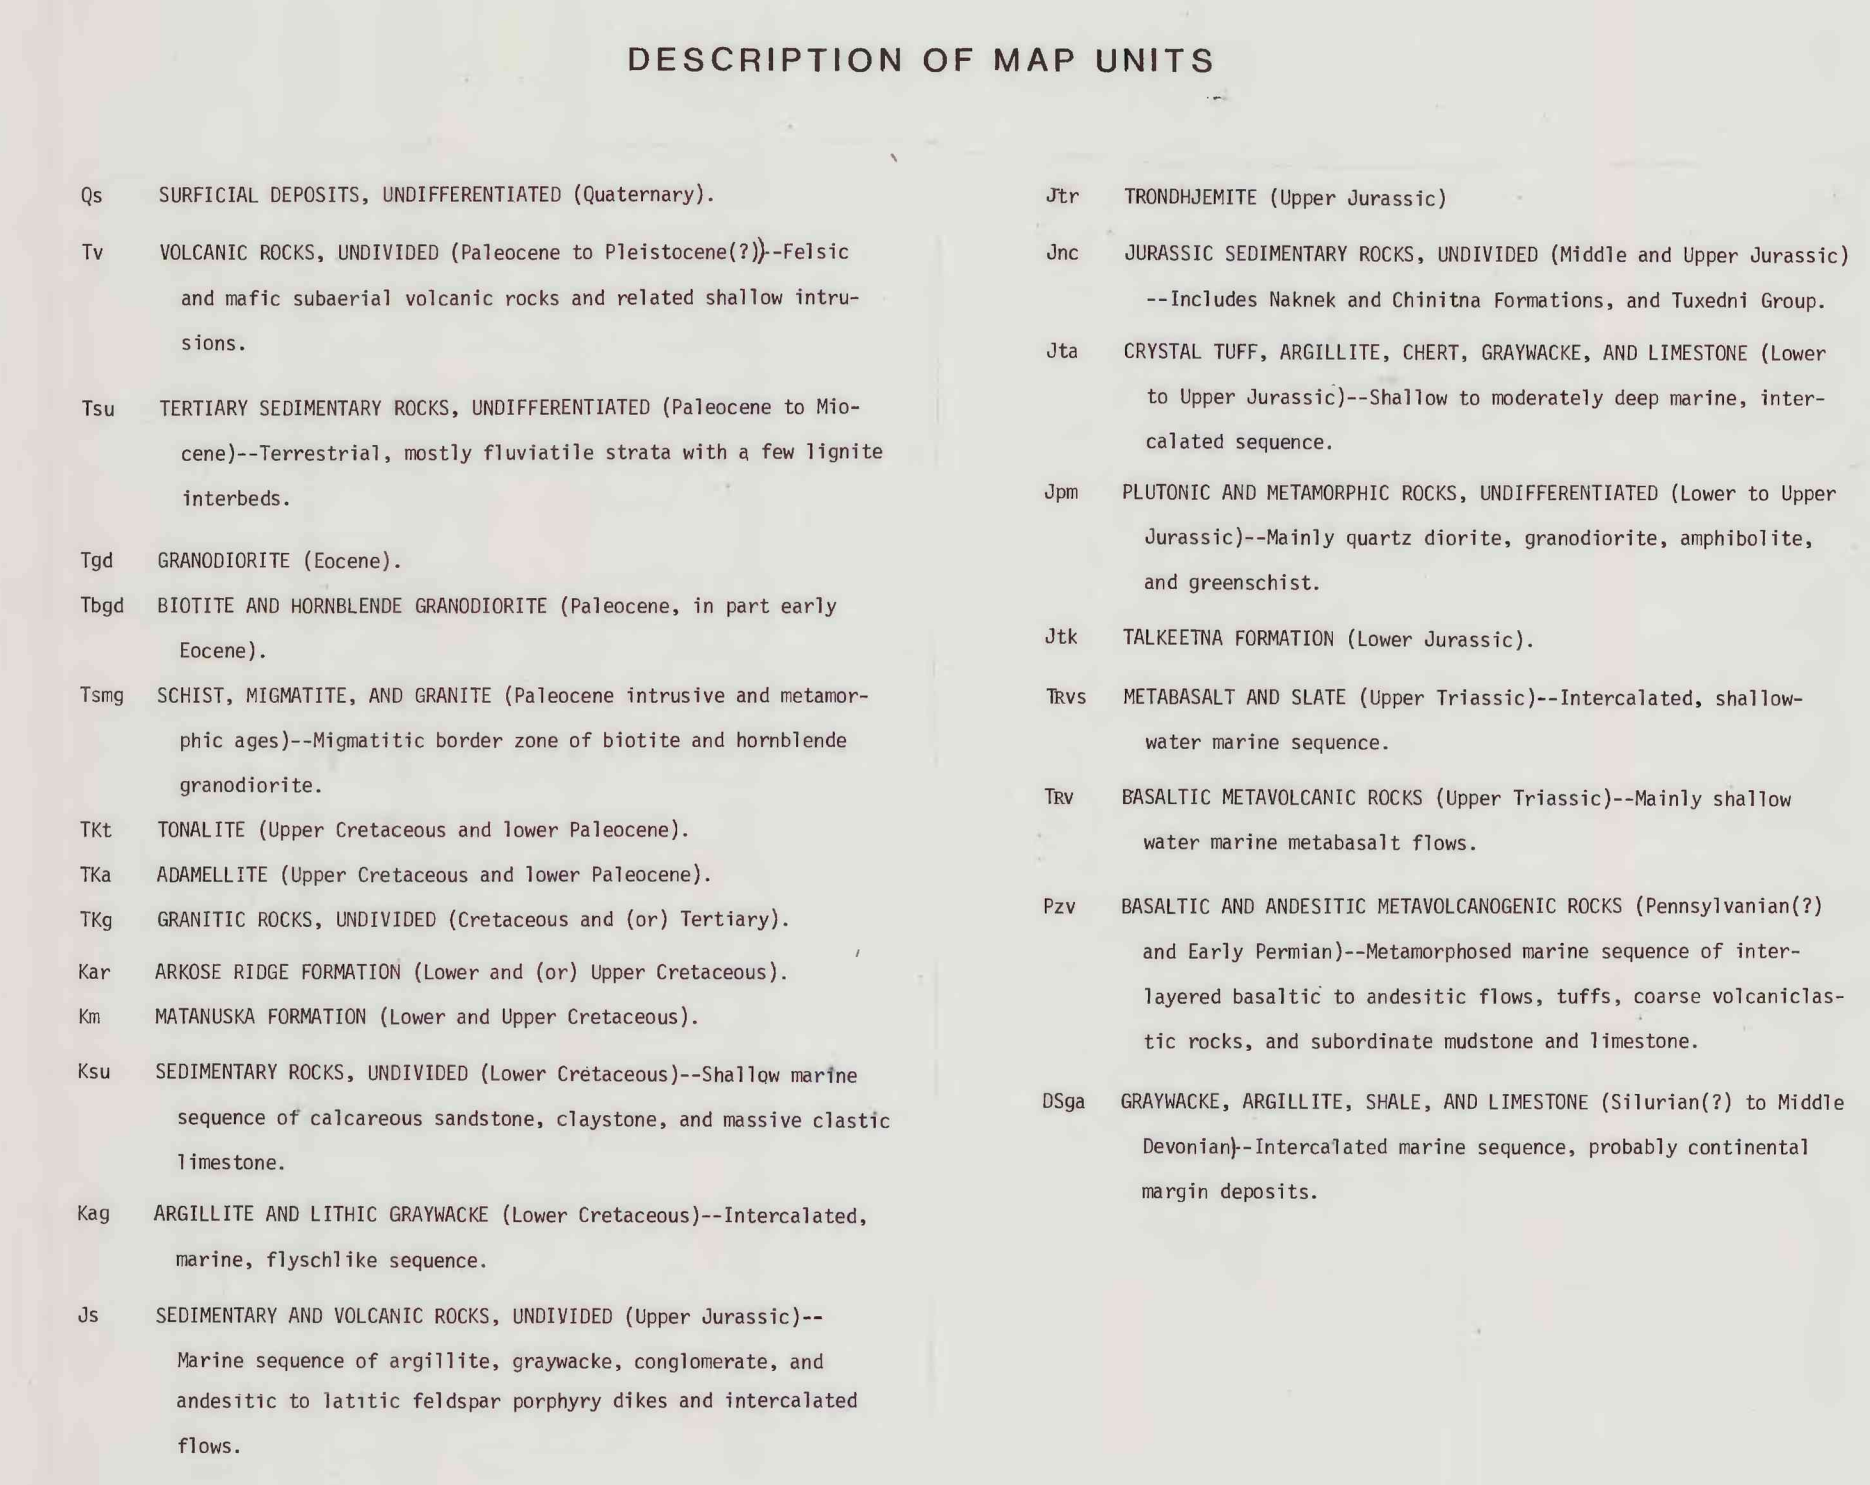 DESCRIPTION OF MAP UNITS
Qs SURFICIAL DEPOSITS, UNDIFFERENTIATED (Quaternary).
Tv VOLCANIC ROCKS, UNDIVIDED (Paleocene to Pleistocene(?))--Felsic
and mafic subaerial volcanic rocks and related shallow intru-
sions.
Tsu TERTIARY SEDIMENTARY ROCKS, UNDIFFERENTIATED (Paleocene to Mio-
cene)--Terrestrial, mostly fluviatile strata with a few lignite
interbeds.
Tgd GRANODIORITE (Eocene).
Tbgd BIOTITE AND HORNBLENDE GRANODIORITE (Paleocene, in part early
Eocene).
Tsmg SCHIST, MIGMATITE, AND GRANITE (Paleocene intrusive and metamor-
phic ages)--Migmatitic border zone of biotite and hornblende
granodiorite.
TKt TONALITE (Upper Cretaceous and lower Paleocene).
TKa ADAMELLITE (Upper Cretaceous and lower Paleocene).
TKg GRANITIC ROCKS, UNDIVIDED (Cretaceous and (or) Tertiary).
Kar ARKOSE RIDGE FORMATION (Lower and (or) Upper Cretaceous).
Km MATANUSKA FORMATION (Lower and Upper Cretaceous).
Ksu SEDIMENTARY ROCKS, UNDIVIDED (Lower Cretaceous)--Shallow marine
sequence of calcareous sandstone, claystone, and massive clastic
limestone.
Kag ARGILLITE AND LITHIC GRAYWACKE (Lower Cretaceous)--Intercalated,
marine, flyschlike sequence.
Js SEDIMENTARY AND VOLCANIC ROCKS, UNDIVIDED (Upper Jurassic)--
Marine sequence of argillite, graywacke, conglomerate, and
andesitic to latitic feldspar porphyry dikes and intercalated
flows.
Jtr TRONDHJEMITE (Upper Jurassic)
Jnc JURASSIC SEDIMENTARY ROCKS, UNDIVIDED (Middle and Upper Jurassic)
--Includes Naknek and Chinitna Formations, and Tuxedni Group.
Jta CRYSTAL TUFF, ARGILLITE, CHERT, GRAYWACKE, AND LIMESTONE (Lower
to Upper Jurassic)--Shallow to moderately deep marine, inter-
calated sequence.
Jpm PLUTONIC AND METAMORPHIC ROCKS, UNDIFFERENTIATED (Lower to Upper
Jurassic)--Mainly quartz diorite, granodiorite, amphibolite,
and greenschist.
Jtk TALKEETNA FORMATION (Lower Jurassic).
TRvs METABASALT AND SLATE (Upper Triassic)--Intercalated, shallow-
water marine sequence.
TRv BASALTIC METAVOLCANIC ROCKS (Upper Triassic)--Mainly shallow
water marine metabasalt flows.
Pzv BASALTIC AND ANDESITIC METAVOLCANOGENIC ROCKS (Pennsylvanian(?)
and Early Permian)--Metamorphosed marine sequence of inter-
layered basaltic to andesitic flows, tuffs, coarse volcaniclas-
tic rocks, and subordinate mudstone and limestone.
DSga GRAYWACKE, ARGILLITE, SHALE, AND LIMESTONE (Silurian(?) to Middle
Devonian)--Intercalated marine sequence, probably continental
margin deposits.